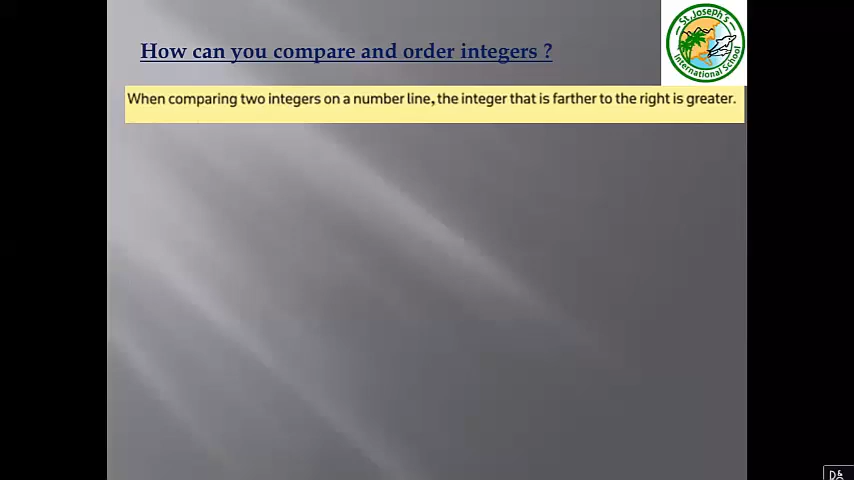 How can you compare and order integers ?
St. Joseph's
International School
When comparing two integers on a number line, the integer that is farther to the right is greater.